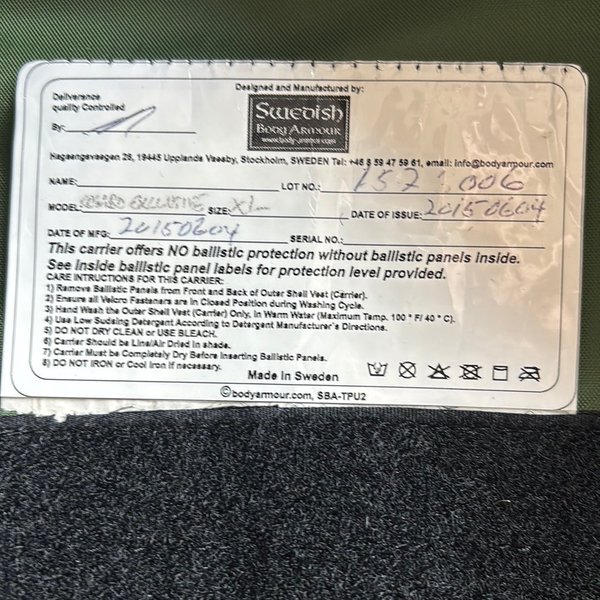 Deliverance
quality Controlled
By:
Designed and Manufactured by:
Swedish
Body Armour
www.body-armour.com
Hagaengsvaegen 28, 19445 Upplands Vaesby, Stockholm, SWEDEN Tel: +46 8 59 47 59 61, email: info@bodyarmour.com
NAME: LOT NO.: 1521006
MODEL: EXCLUSIVE SIZE: XL DATE OF ISSUE: 20150604
DATE OF MFG: 20150604 SERIAL NO.:
This carrier offers NO ballistic protection without ballistic panels inside.
See inside ballistic panel labels for protection level provided.
CARE INTRUCTIONS FOR THIS CARRIER:
1) Remove Ballistic Panels from Front and Back of Outer Shell Vest (Carrier).
2) Ensure all Velcro Fasteners are in Closed Position during Washing Cycle.
3) Hand Wash the Outer Shell Vest (Carrier) Only, in Warm Water (Maximum Temp. 100 ° F/ 40 ° C).
4) Use Low Sudsing Detergent According to Detergent Manufacturer's Directions.
5) DO NOT DRY CLEAN or USE BLEACH.
6) Carrier Should be Line/Air Dried in shade.
7) Carrier Must be Completely Dry Before Inserting Ballistic Panels.
8) DO NOT IRON or Cool Iron if necessary.
Made In Sweden
©bodyarmour.com, SBA-TPU2